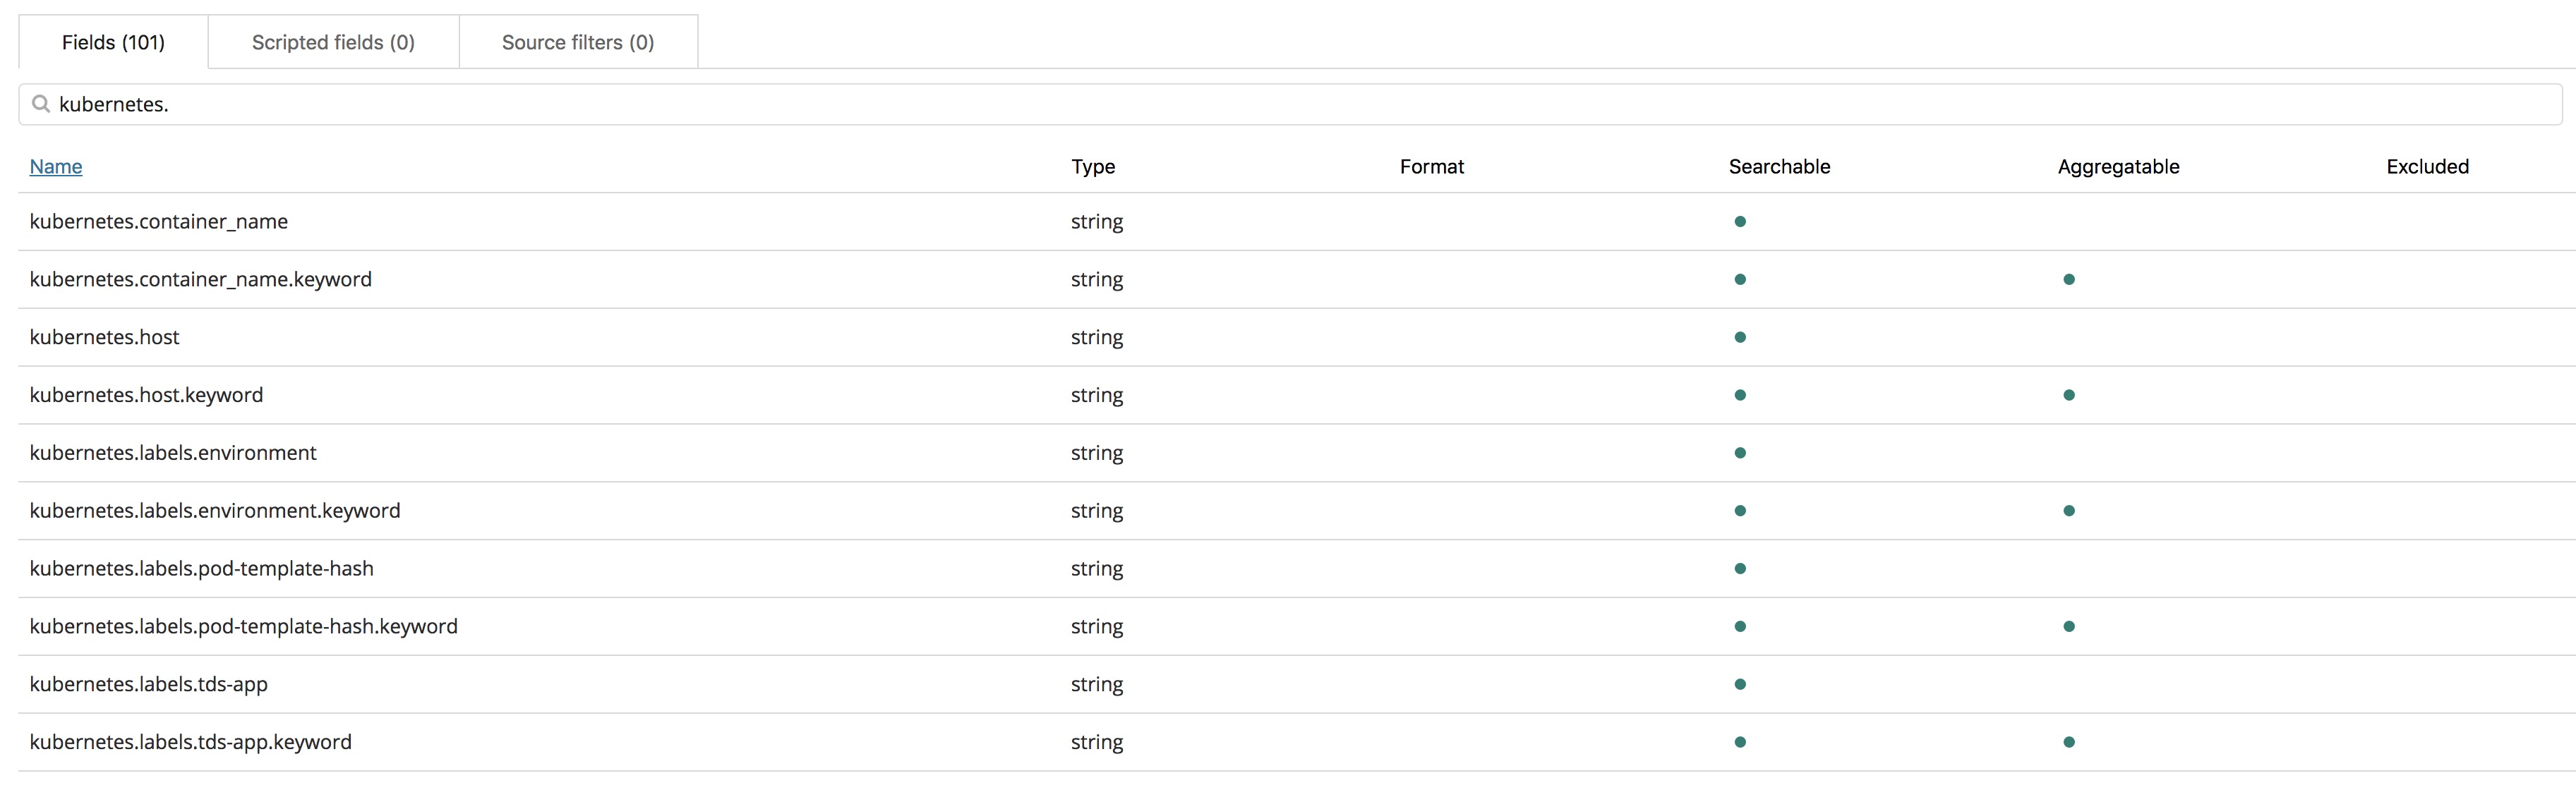 Fields (101) Scripted fields (0) Source filters (0)
kubernetes.
Name Type Format Searchable Aggregatable Excluded
kubernetes.container_name string
kubernetes.container_name.keyword string
kubernetes.host string
kubernetes.host.keyword string
kubernetes.labels.environment string
kubernetes.labels.environment.keyword string
kubernetes.labels.pod-template-hash string
kubernetes.labels.pod-template-hash.keyword string
kubernetes.labels.tds-app string
kubernetes.labels.tds-app.keyword string